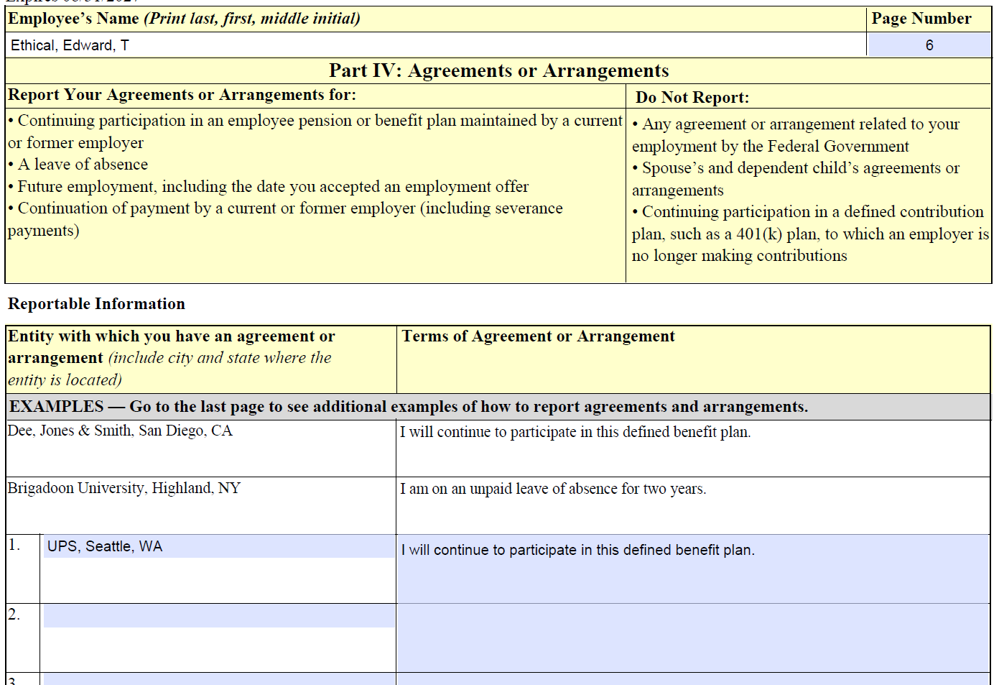 Employee's Name (Print last, first, middle initial)
Page Number
Ethical, Edward, T
6
Part IV: Agreements or Arrangements
Report Your Agreements or Arrangements for:
• Continuing participation in an employee pension or benefit plan maintained by a current
or former employer
• A leave of absence
• Future employment, including the date you accepted an employment offer
• Continuation of payment by a current or former employer (including severance
payments)
Do Not Report:
• Any agreement or arrangement related to your
employment by the Federal Government
• Spouse's and dependent child's agreements or
arrangements
• Continuing participation in a defined contribution
plan, such as a 401(k) plan, to which an employer is
no longer making contributions
Reportable Information
Entity with which you have an agreement or
arrangement (include city and state where the
entity is located)
Terms of Agreement or Arrangement
EXAMPLES — Go to the last page to see additional examples of how to report agreements and arrangements.
Dee, Jones & Smith, San Diego, CA
I will continue to participate in this defined benefit plan.
Brigadoon University, Highland, NY
I am on an unpaid leave of absence for two years.
1.
UPS, Seattle, WA
I will continue to participate in this defined benefit plan.
2.
3.